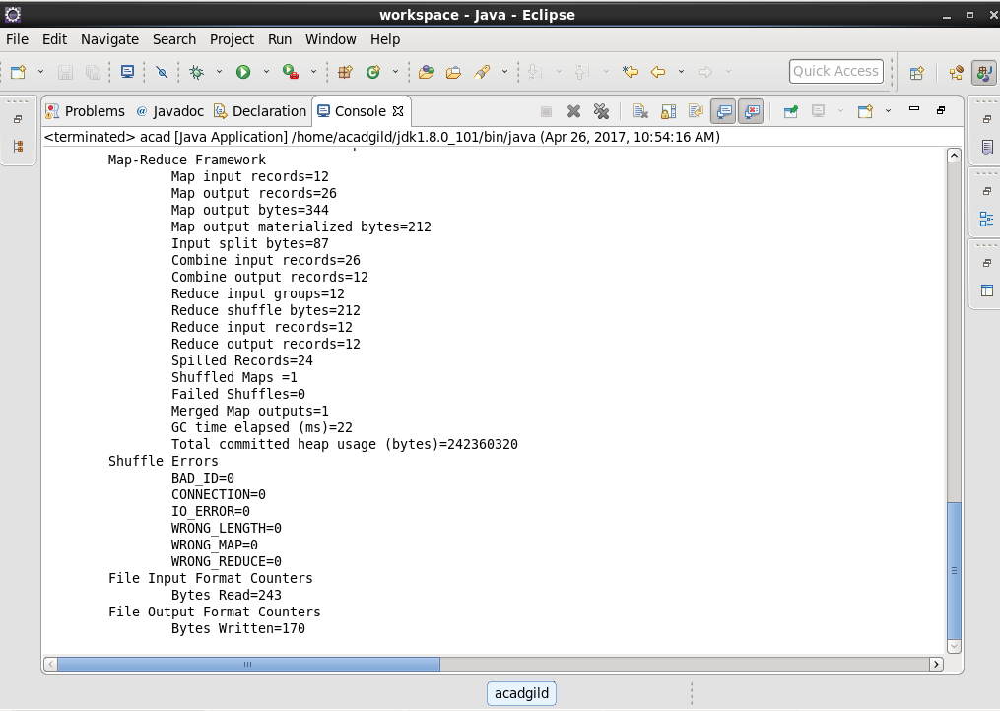 workspace - Java - Eclipse
File Edit Navigate Search Project Run Window Help
Quick Access
Problems @ Javadoc Declaration Console
<terminated> acad [Java Application] /home/acadgild/jdk1.8.0_101/bin/java (Apr 26, 2017, 10:54:16 AM)
Map-Reduce Framework
Map input records=12
Map output records=26
Map output bytes=344
Map output materialized bytes=212
Input split bytes=87
Combine input records=26
Combine output records=12
Reduce input groups=12
Reduce shuffle bytes=212
Reduce input records=12
Reduce output records=12
Spilled Records=24
Shuffled Maps =1
Failed Shuffles=0
Merged Map outputs=1
GC time elapsed (ms)=22
Total committed heap usage (bytes)=242360320
Shuffle Errors
BAD_ID=0
CONNECTION=0
IO_ERROR=0
WRONG_LENGTH=0
WRONG_MAP=0
WRONG_REDUCE=0
File Input Format Counters
Bytes Read=243
File Output Format Counters
Bytes Written=170
acadgild